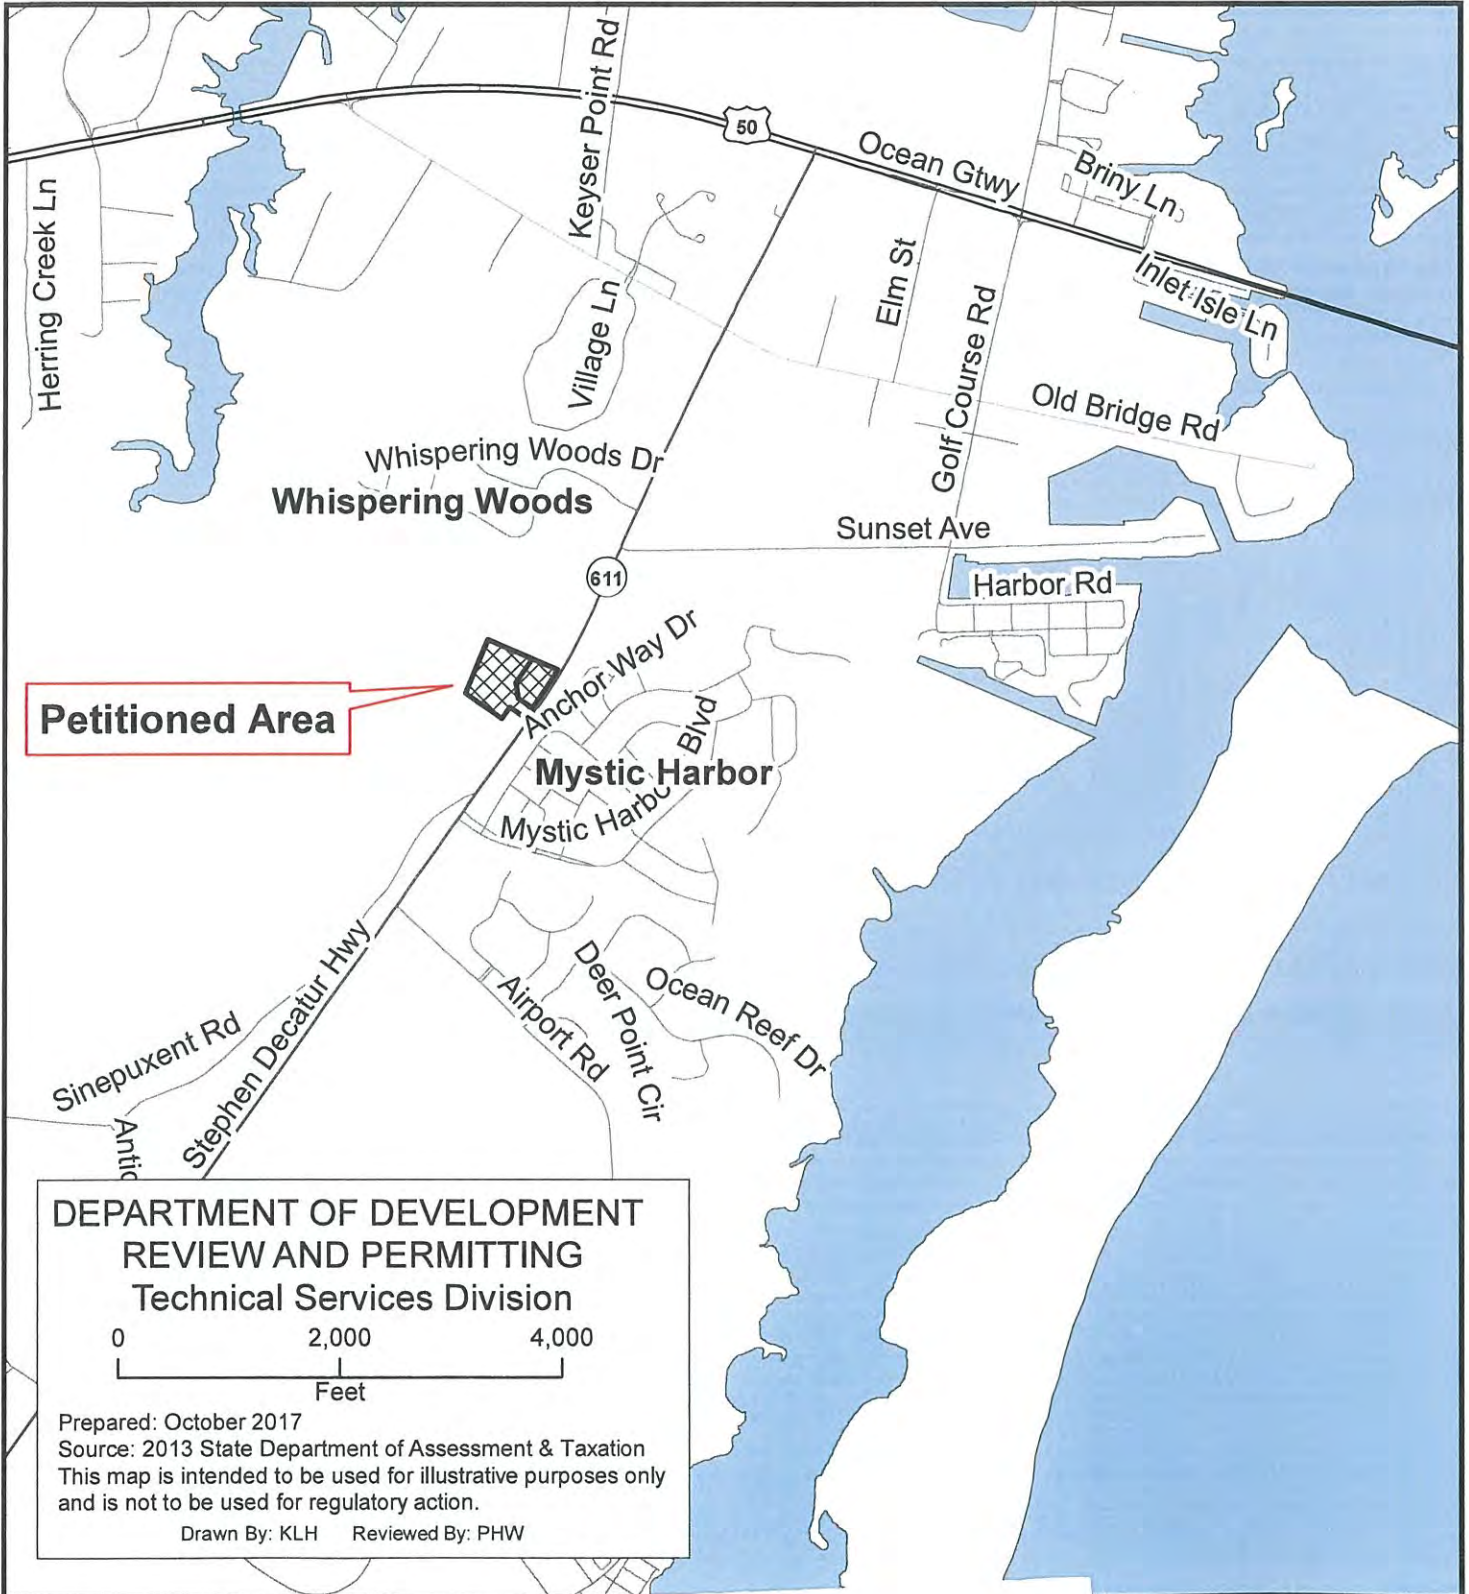 Keyser Point Rd
50
Ocean Gtwy
Briny Ln
Herring Creek Ln
Elm St
Inlet Isle Ln
Village Ln
Golf Course Rd
Old Bridge Rd
Whispering Woods Dr
Whispering Woods
Sunset Ave
611
Harbor Rd
Anchor Way Dr
Petitioned Area
Blvd
Mystic Harbor
Mystic Harbo
Stephen Decatur Hwy
Deer Point Cir
Ocean Reef Dr
Airport Rd
Sinepuxent Rd
Antic
DEPARTMENT OF DEVELOPMENT
REVIEW AND PERMITTING
Technical Services Division
0 2,000 4,000
Feet
Prepared: October 2017
Source: 2013 State Department of Assessment & Taxation
This map is intended to be used for illustrative purposes only
and is not to be used for regulatory action.
Drawn By: KLH Reviewed By: PHW